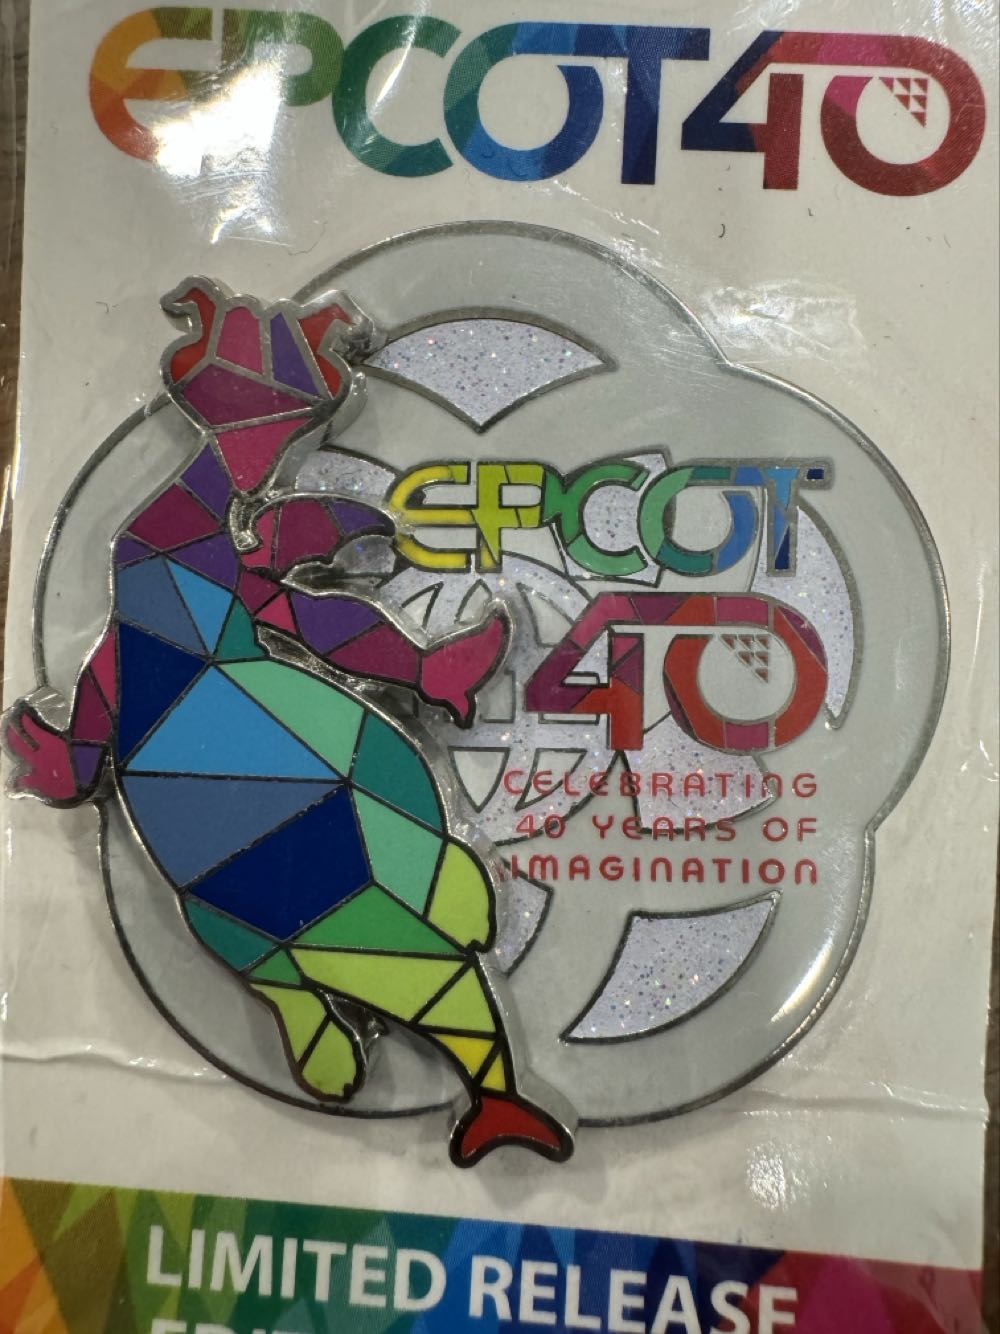 EPCOT40
EPCOT
40
CELEBRATING
40 YEARS OF
IMAGINATION
LIMITED RELEASE